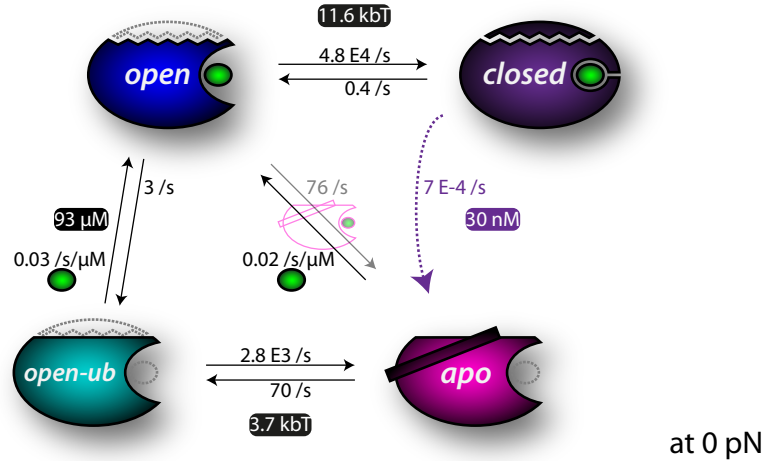 11.6 kbT
open
4.8 E4 /s
0.4 /s
closed
3 /s
76 /s
7 E-4 /s
93 µM
30 nM
0.03 /s/µM
0.02 /s/µM
open-ub
2.8 E3 /s
70 /s
apo
3.7 kbT
at 0 pN